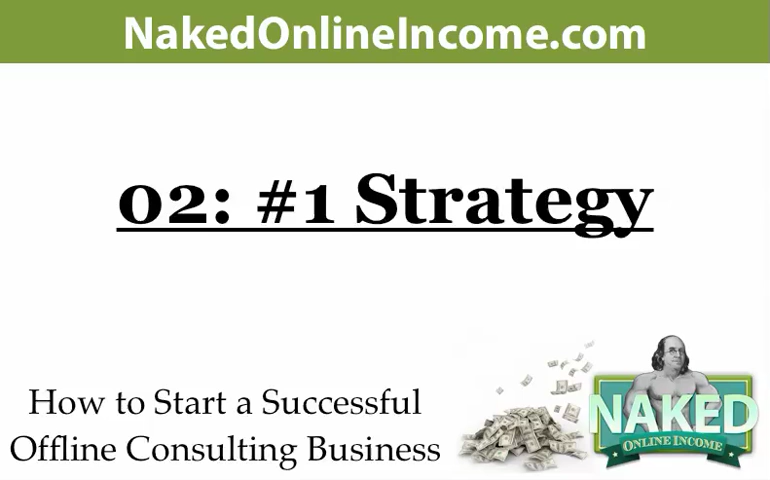 NakedOnlineIncome.com
02: #1 Strategy
How to Start a Successful
Offline Consulting Business
NAKED
ONLINE INCOME